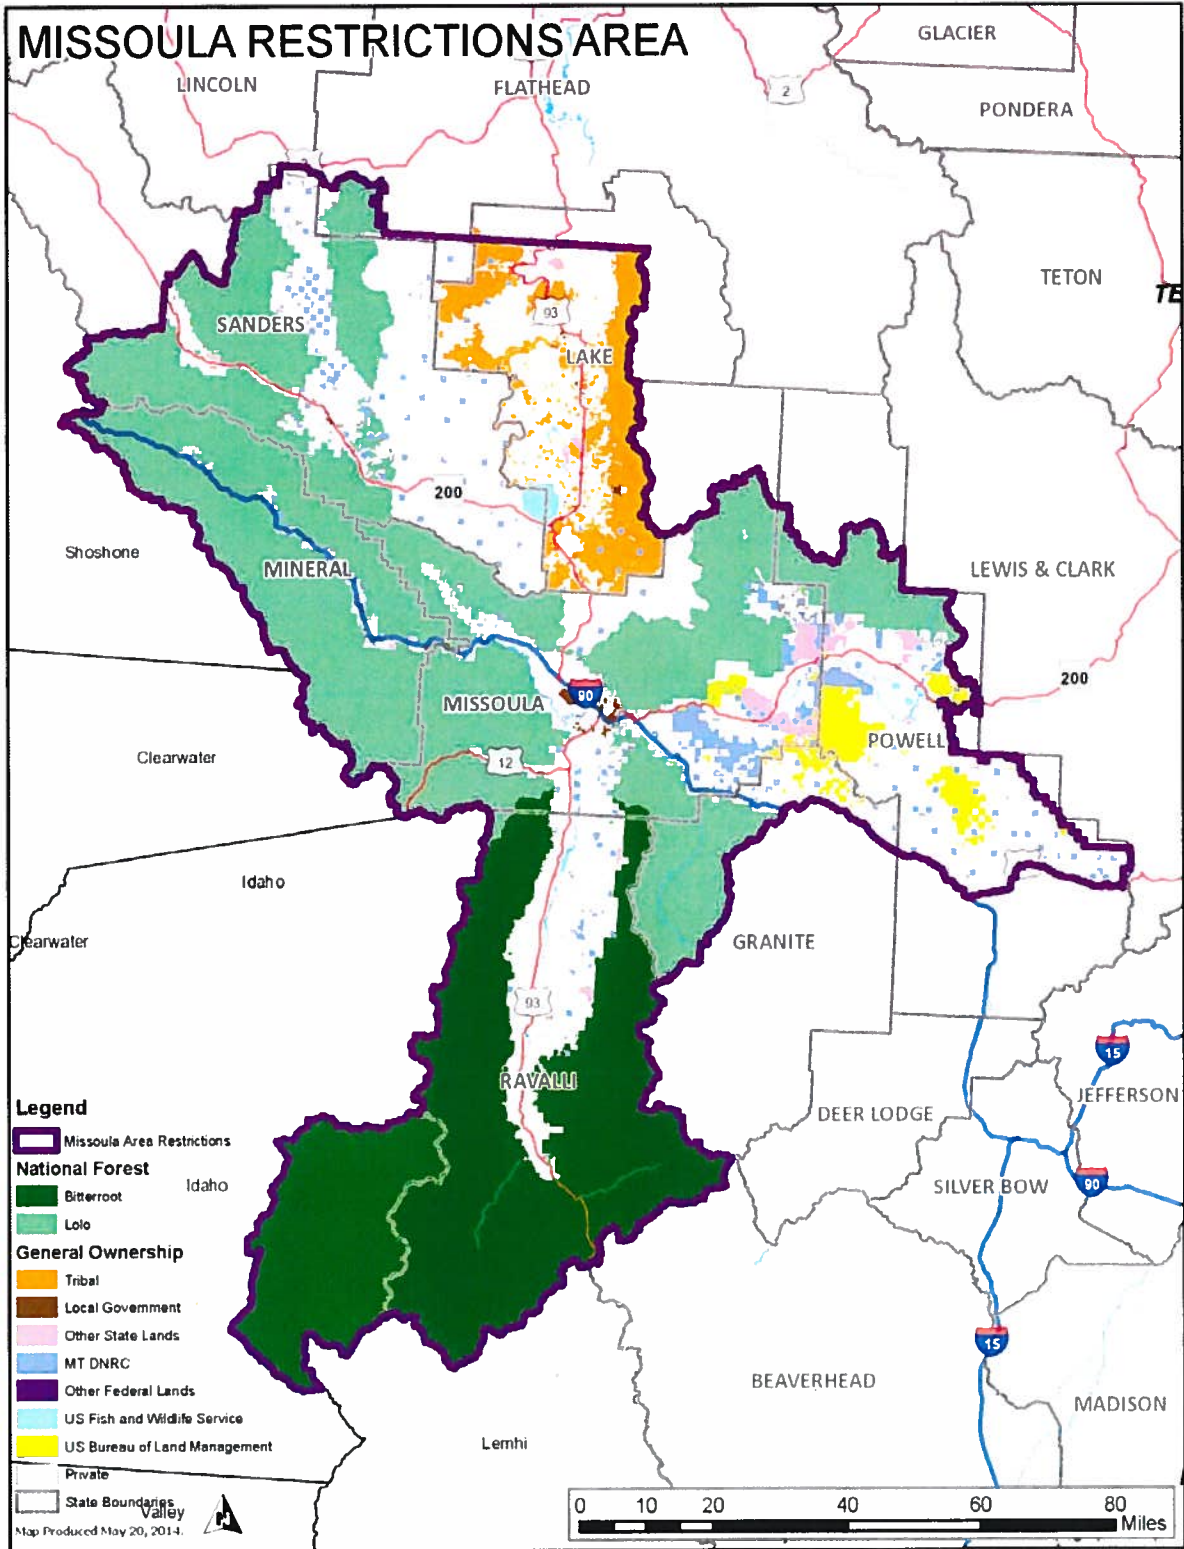 MISSOULA RESTRICTIONS AREA
GLACIER
LINCOLN
FLATHEAD
2
PONDERA
TETON
TE
SANDERS
93
LAKE
200
Shoshone
MINERAL
LEWIS & CLARK
200
90
MISSOULA
POWELL
Clearwater
12
Idaho
Clearwater
GRANITE
93
15
RAVALLI
JEFFERSON
DEER LODGE
Legend
Missoula Area Restrictions
National Forest
Bitterroot
Idaho
90
SILVER BOW
Lolo
General Ownership
Tribal
Local Government
Other State Lands
15
MT DNRC
BEAVERHEAD
Other Federal Lands
MADISON
US Fish and Wildlife Service
US Bureau of Land Management
Lemhi
Private
State Boundaries
Valley
N
Map Produced May 20, 2014.
0 10 20 40 60 80
Miles